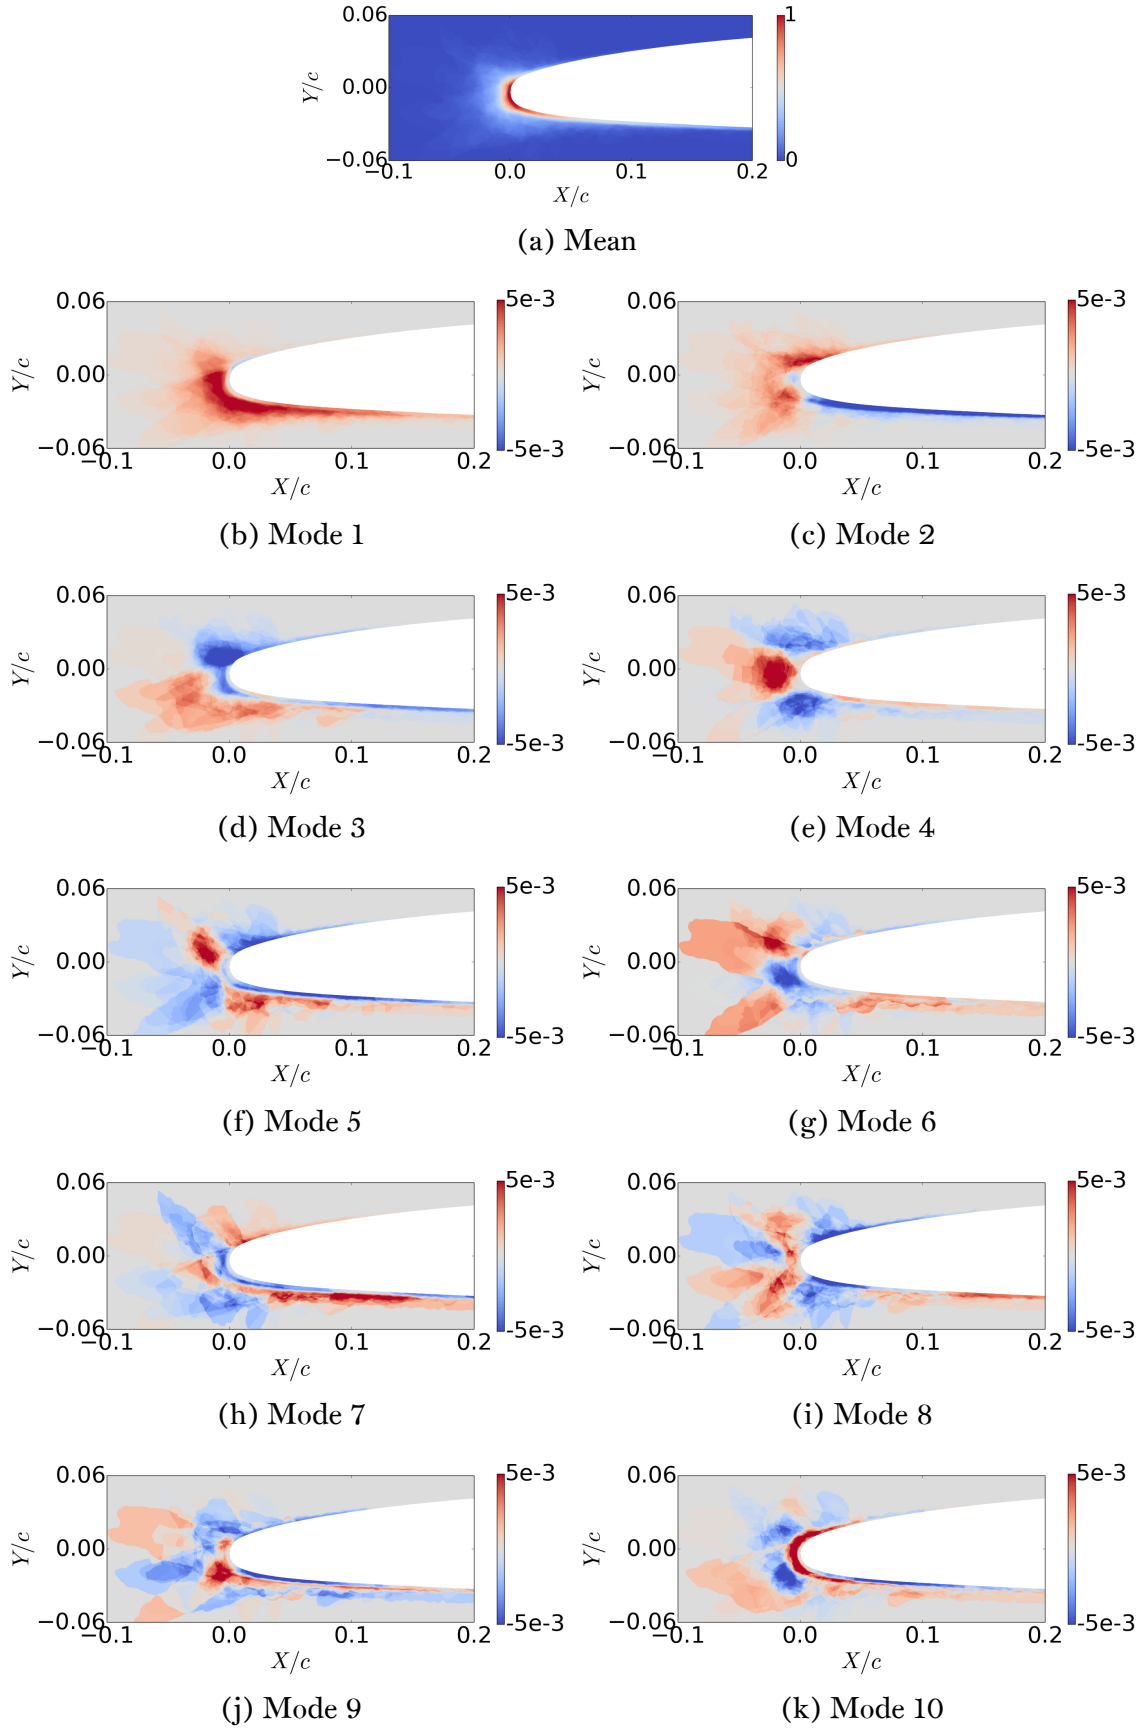 0.06 1
Y/c 0.00
−0.06 0
−0.1 0.0 0.1 0.2
X/c
(a) Mean
0.06 5e-3 0.06 5e-3
Y/c 0.00 Y/c 0.00
−0.06 -5e-3 −0.06 -5e-3
−0.1 0.0 0.1 0.2 −0.1 0.0 0.1 0.2
X/c X/c
(b) Mode 1 (c) Mode 2
0.06 5e-3 0.06 5e-3
Y/c 0.00 Y/c 0.00
−0.06 -5e-3 −0.06 -5e-3
−0.1 0.0 0.1 0.2 −0.1 0.0 0.1 0.2
X/c X/c
(d) Mode 3 (e) Mode 4
0.06 5e-3 0.06 5e-3
Y/c 0.00 Y/c 0.00
−0.06 -5e-3 −0.06 -5e-3
−0.1 0.0 0.1 0.2 −0.1 0.0 0.1 0.2
X/c X/c
(f) Mode 5 (g) Mode 6
0.06 5e-3 0.06 5e-3
Y/c 0.00 Y/c 0.00
−0.06 -5e-3 −0.06 -5e-3
−0.1 0.0 0.1 0.2 −0.1 0.0 0.1 0.2
X/c X/c
(h) Mode 7 (i) Mode 8
0.06 5e-3 0.06 5e-3
Y/c 0.00 Y/c 0.00
−0.06 -5e-3 −0.06 -5e-3
−0.1 0.0 0.1 0.2 −0.1 0.0 0.1 0.2
X/c X/c
(j) Mode 9 (k) Mode 10